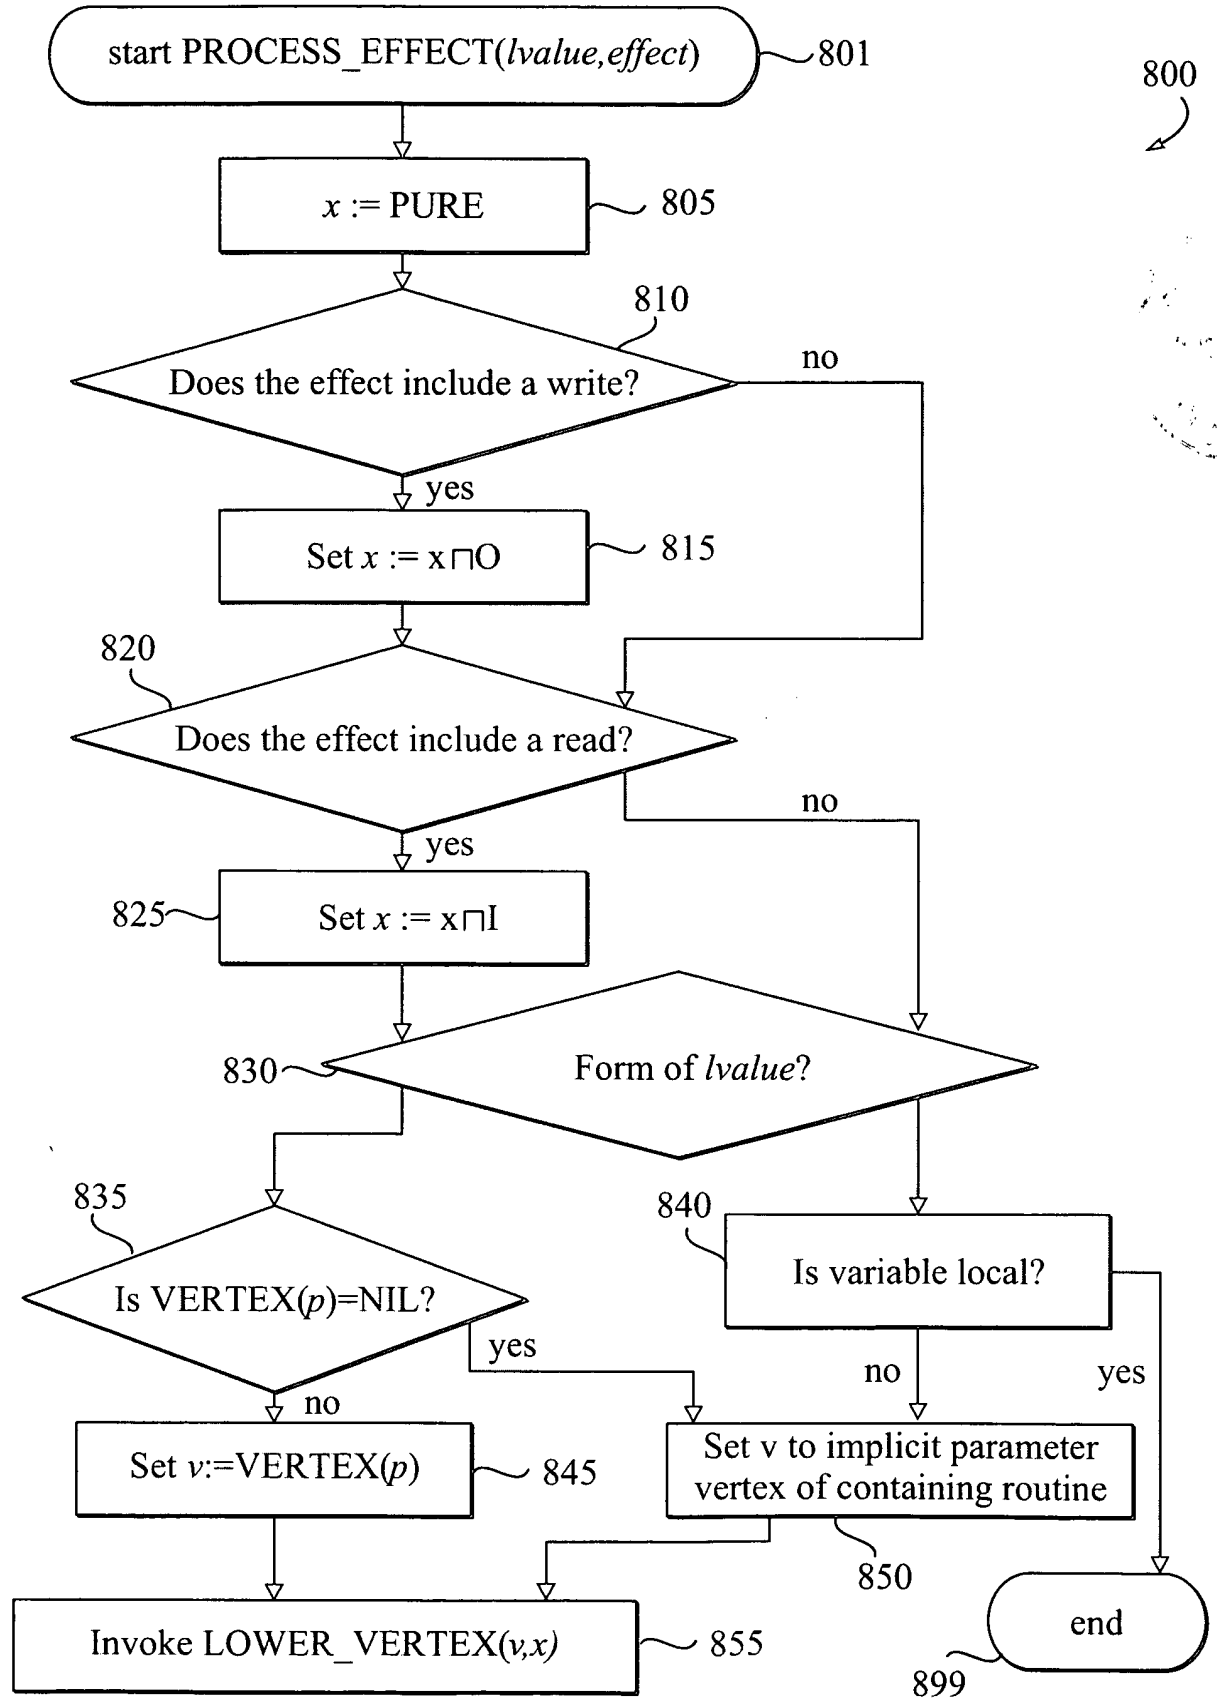 start PROCESS_EFFECT(lvalue,effect)
801
800
x := PURE
805
810
Does the effect include a write?
no
yes
Set x := x⊓O
815
820
Does the effect include a read?
no
yes
825
Set x := x⊓I
830
Form of lvalue?
835
840
Is VERTEX(p)=NIL?
Is variable local?
yes
no
yes
no
Set v:=VERTEX(p)
845
Set v to implicit parameter
vertex of containing routine
850
Invoke LOWER_VERTEX(v,x)
855
end
899